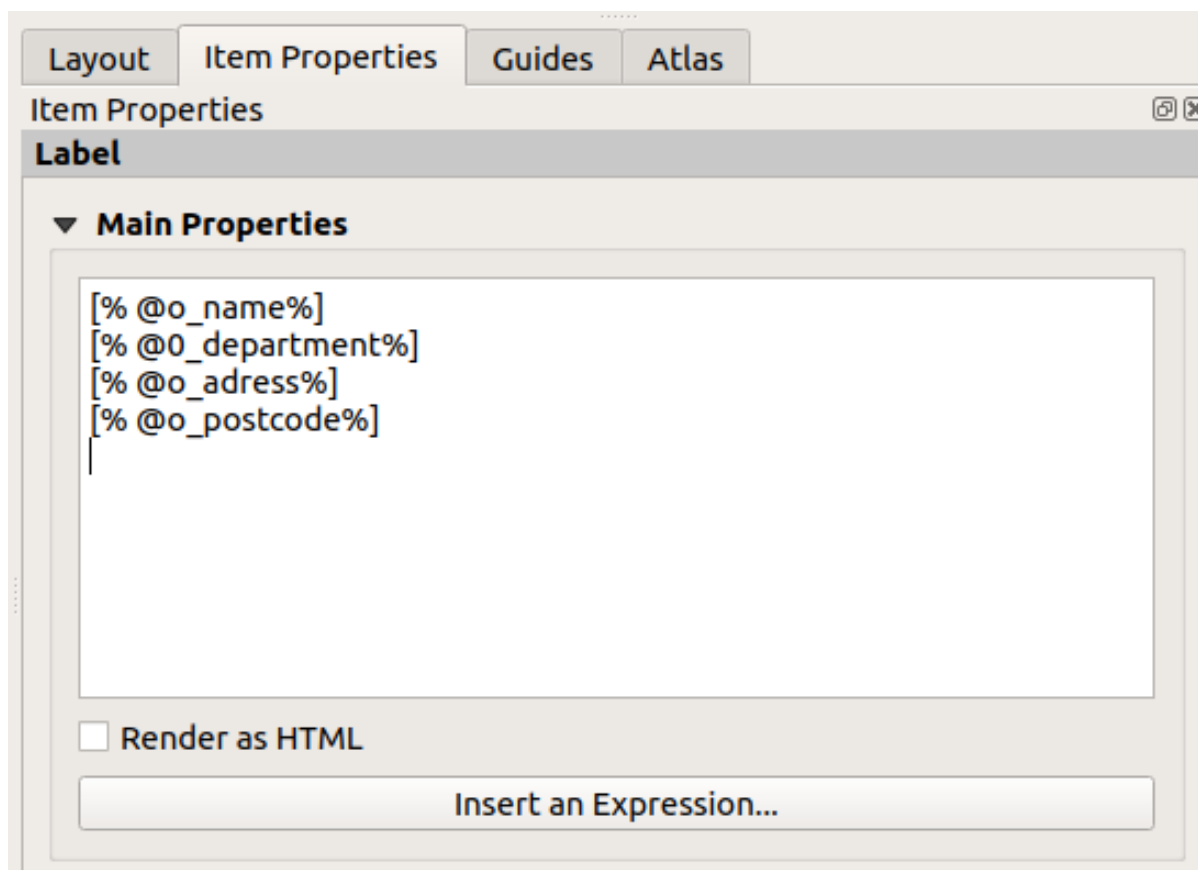 Layout Item Properties Guides Atlas
Item Properties
Label
Main Properties
[% @o_name%]
[% @0_department%]
[% @o_adress%]
[% @o_postcode%]
Render as HTML
Insert an Expression...